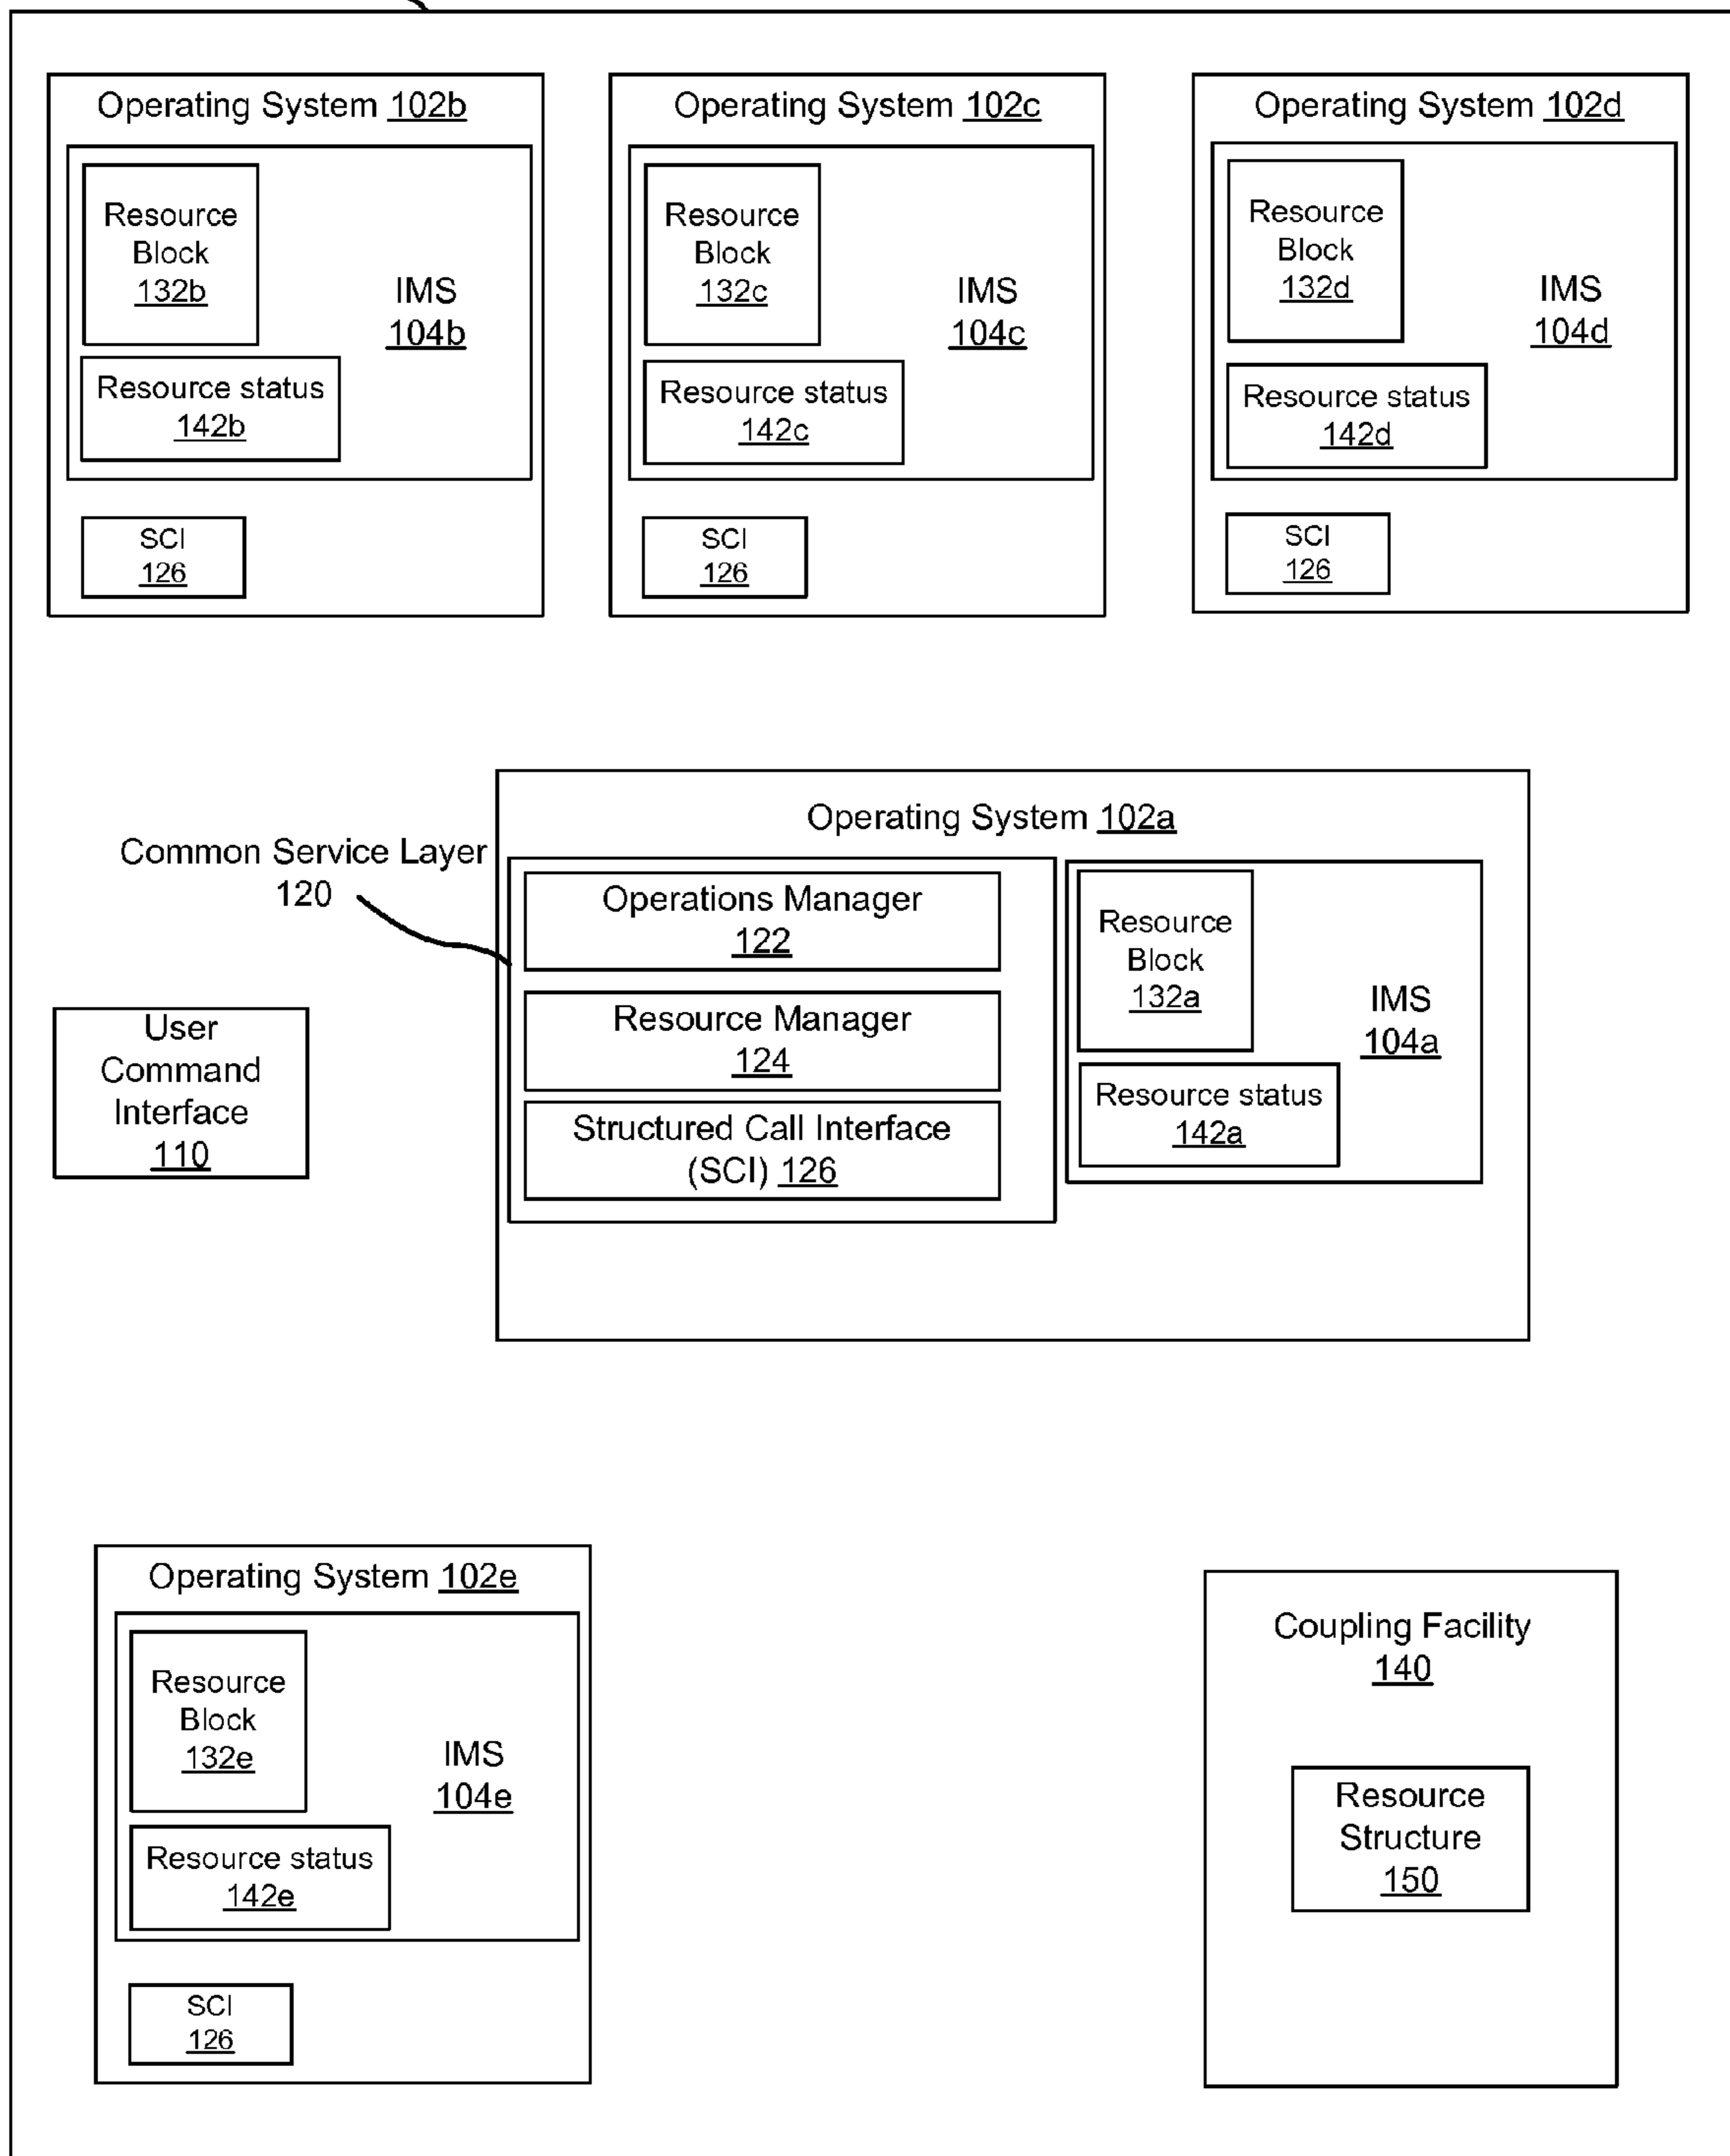 Operating System 102b
Resource
Block
132b
IMS
104b
Resource status
142b
SCI
126
Operating System 102c
Resource
Block
132c
IMS
104c
Resource status
142c
SCI
126
Operating System 102d
Resource
Block
132d
IMS
104d
Resource status
142d
SCI
126
Common Service Layer
120
Operating System 102a
Operations Manager
122
Resource Manager
124
Structured Call Interface
(SCI) 126
Resource
Block
132a
IMS
104a
Resource status
142a
User
Command
Interface
110
Operating System 102e
Resource
Block
132e
IMS
104e
Resource status
142e
SCI
126
Coupling Facility
140
Resource
Structure
150